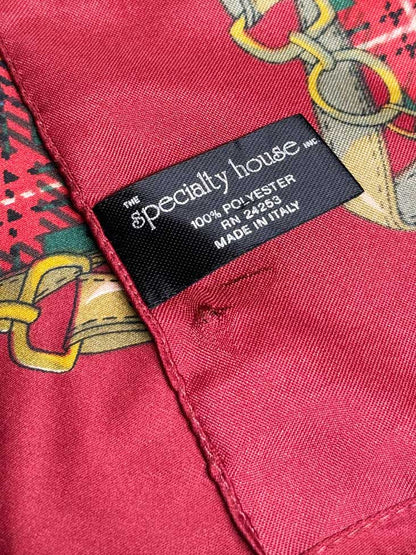 THE specialty house INC.
100% POLYESTER
RN 24253
MADE IN ITALY